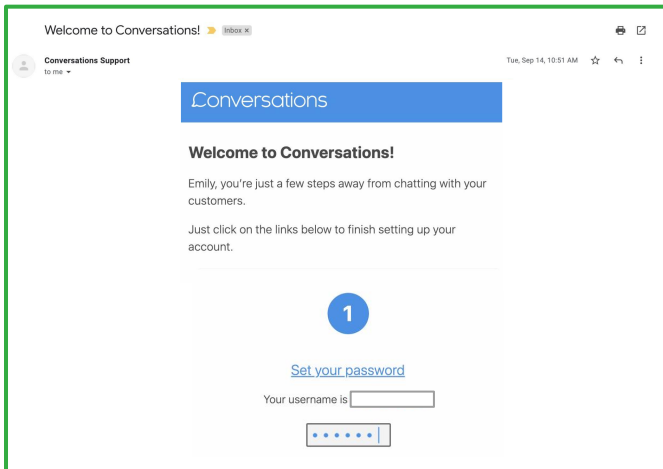 Welcome to Conversations! Inbox x
Conversations Support
to me
Tue, Sep 14, 10:51 AM
Conversations
Welcome to Conversations!
Emily, you're just a few steps away from chatting with your
customers.
Just click on the links below to finish setting up your
account.
1
Set your password
Your username is